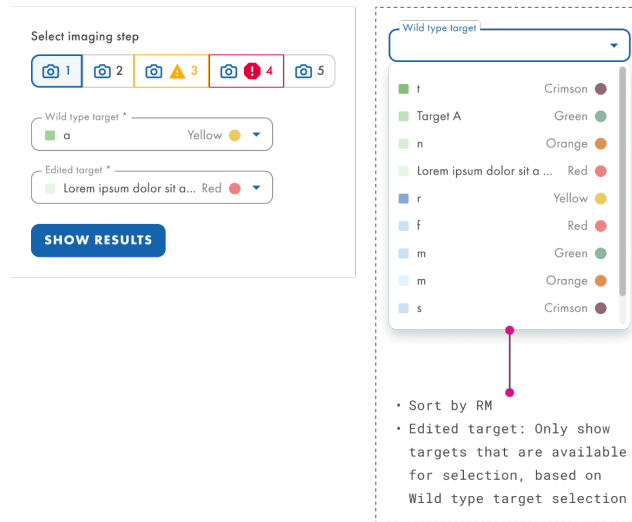 Select imaging step
1 2 3 4 5
Wild type target *
a Yellow
Edited target *
Lorem ipsum dolor sit a... Red
SHOW RESULTS
Wild type target
t Crimson
Target A Green
n Orange
Lorem ipsum dolor sit a ... Red
r Yellow
f Red
m Green
m Orange
s Crimson
• Sort by RM
• Edited target: Only show
targets that are available
for selection, based on
Wild type target selection